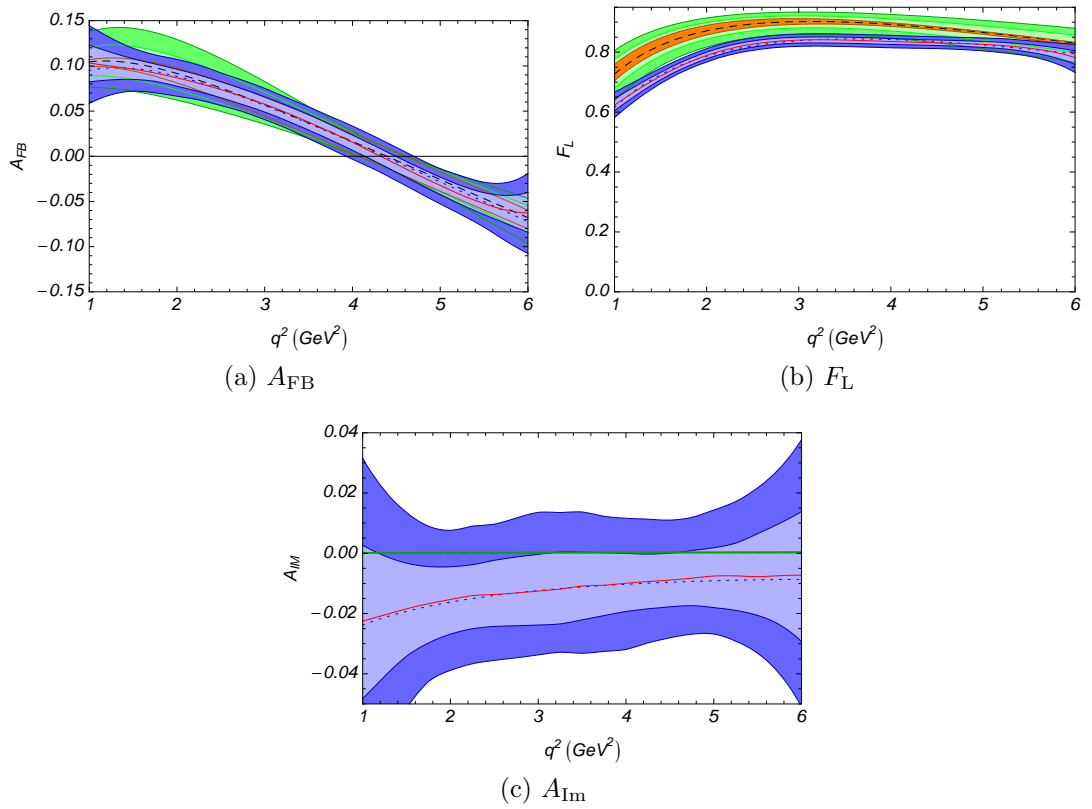 0.15
0.10
0.05
0.00
−0.05
−0.10
−0.15
A_FB
1 2 3 4 5 6
q² (GeV²)
(a) A_FB
1.0
0.8
0.6
0.4
0.2
0.0
F_L
1 2 3 4 5 6
q² (GeV²)
(b) F_L
0.04
0.02
0.00
−0.02
−0.04
A_IM
1 2 3 4 5 6
q² (GeV²)
(c) A_Im